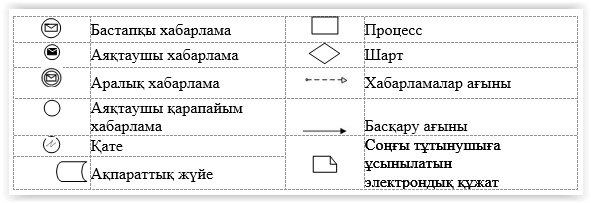 Бастапқы хабарлама
Процесс
Аяқтаушы хабарлама
Шарт
Аралық хабарлама
Хабарламалар ағыны
Аяқтаушы қарапайым
хабарлама
Басқару ағыны
Қате
Соңғы тұтынушыға
ұсынылатын
электрондық құжат
Ақпараттық жүйе